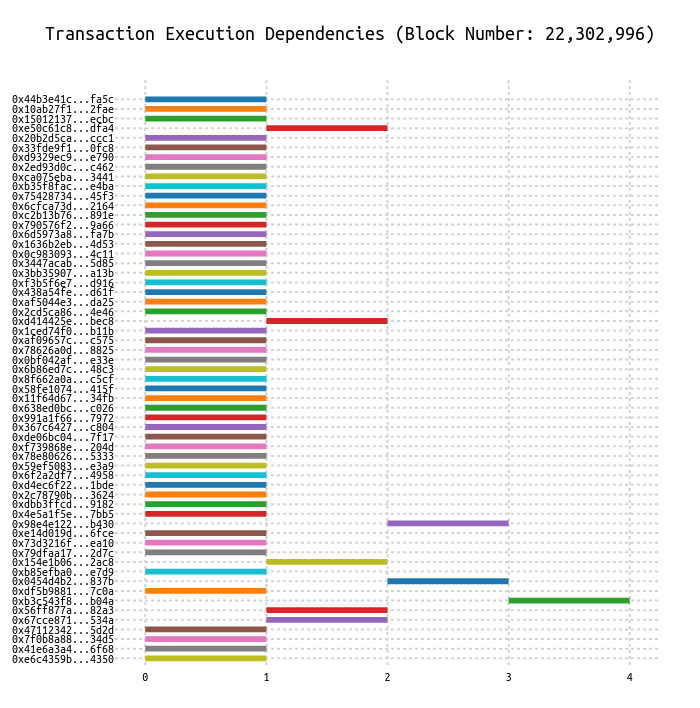 Transaction Execution Dependencies (Block Number: 22,302,996)
0x44b3e41c...fa5c
0x10ab27f1...2fae
0x15012137...ecbc
0xe50c61c8...dfa4
0x20b2d5ca...ccc1
0x33fde9f1...0fc8
0xd9329ec9...e790
0x2ed93d0c...c462
0xca075eba...3441
0xb35f8fac...e4ba
0x75428734...45f3
0x6cfca73d...2164
0xc2b13b76...891e
0x790576f2...9a66
0x6d5973a8...fa7b
0x1636b2eb...4d53
0x0c983093...4c11
0x3447acab...5d85
0x3bb35907...a13b
0xf3b5f6e7...d916
0x438a54fe...d61f
0xaf5044e3...da25
0x2cd5ca86...4e46
0xd414425e...bec8
0x1ced74f0...b11b
0xaf09657c...c575
0x78626a0d...8825
0x0bf042af...e33e
0x6b86ed7c...48c3
0x8f662a0a...c5cf
0x58fe1074...415f
0x11f64d67...34fb
0x638ed0bc...c026
0x991a1f66...7972
0x367c6427...c804
0xde06bc04...7f17
0xf739868e...204d
0x78e80626...5333
0x59ef5083...e3a9
0x6f2a2df7...4958
0xd4ec6f22...1bde
0x2c78790b...3624
0xdbb3ffcd...9182
0x4e5a1f5e...7bb5
0x98e4e122...b430
0xe14d019d...6fce
0x73d3216f...ea10
0x79dfaa17...2d7c
0x154e1b06...2ac8
0xb85efba0...e7d9
0x0454d4b2...837b
0xdf5b9881...7c0a
0xb3c543f8...b04a
0x56ff877a...82a3
0x67cce871...534a
0x47112342...5d2d
0x7f0b8a88...34d5
0x41e6a3a4...6f68
0xe6c4359b...4350
0 1 2 3 4